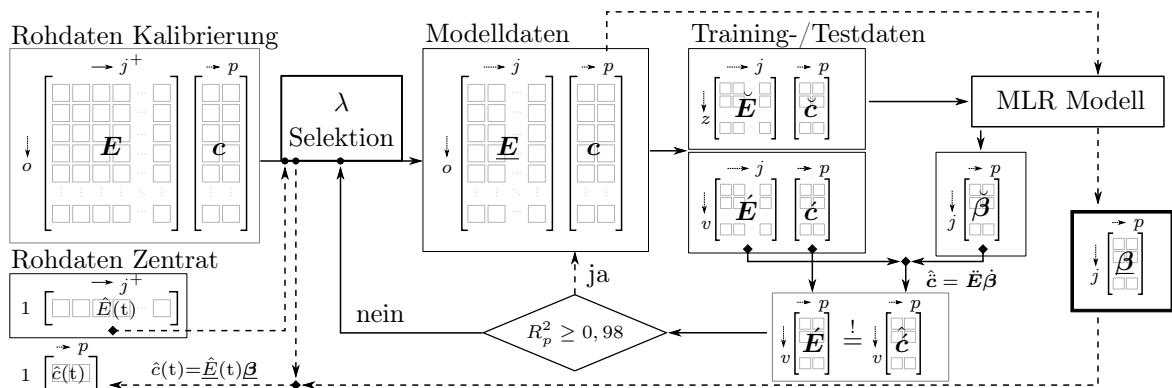 Rohdaten Kalibrierung
j⁺ p
o E c
λ
Selektion
Modelldaten
j p
o E̲ c
Training-/Testdaten
j p
z Ĕ c̆
j p
v É ć
MLR Modell
p
j β̆
p
j β̲
ĉ̈ = Ëβ̇
Rohdaten Zentrat
j⁺
1 Ê(t)
p
1 ĉ(t)
ĉ(t)=Ê̲(t)β̲
nein
ja
R²ₚ ≥ 0, 98
p p
v É =! v ĉ́